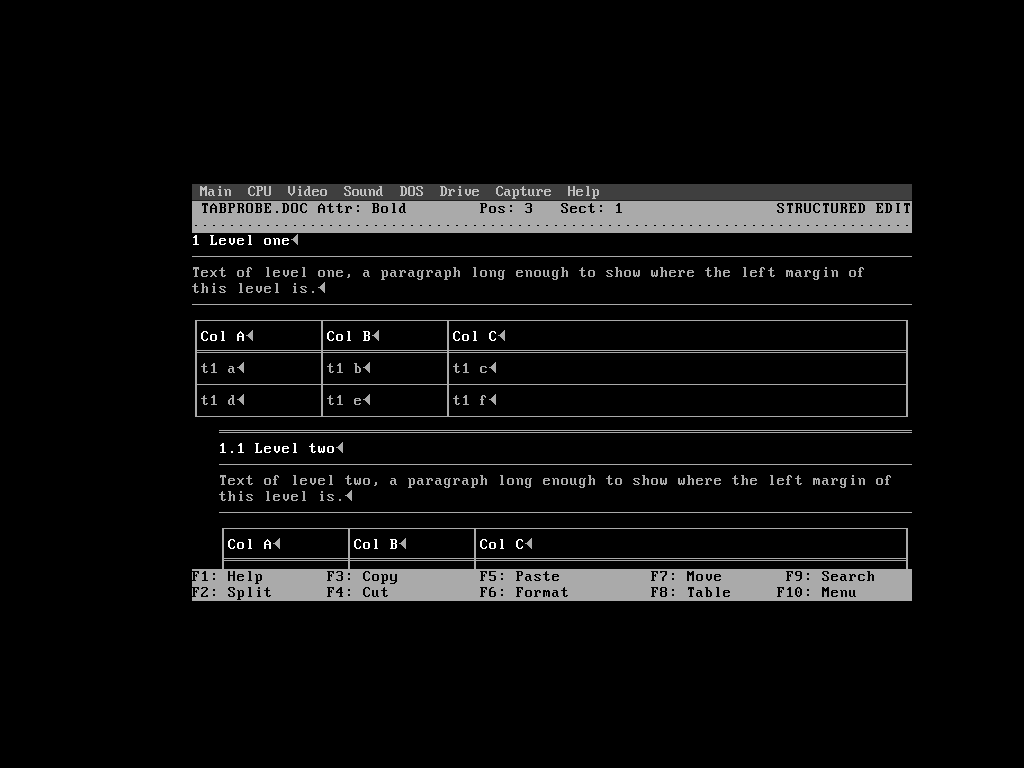 Main CPU Video Sound DOS Drive Capture Help
TABPROBE.DOC Attr: Bold Pos: 3 Sect: 1 STRUCTURED EDIT
1 Level one
Text of level one, a paragraph long enough to show where the left margin of
this level is.
Col A Col B Col C
t1 a t1 b t1 c
t1 d t1 e t1 f
1.1 Level two
Text of level two, a paragraph long enough to show where the left margin of
this level is.
Col A Col B Col C
F1: Help F3: Copy F5: Paste F7: Move F9: Search
F2: Split F4: Cut F6: Format F8: Table F10: Menu